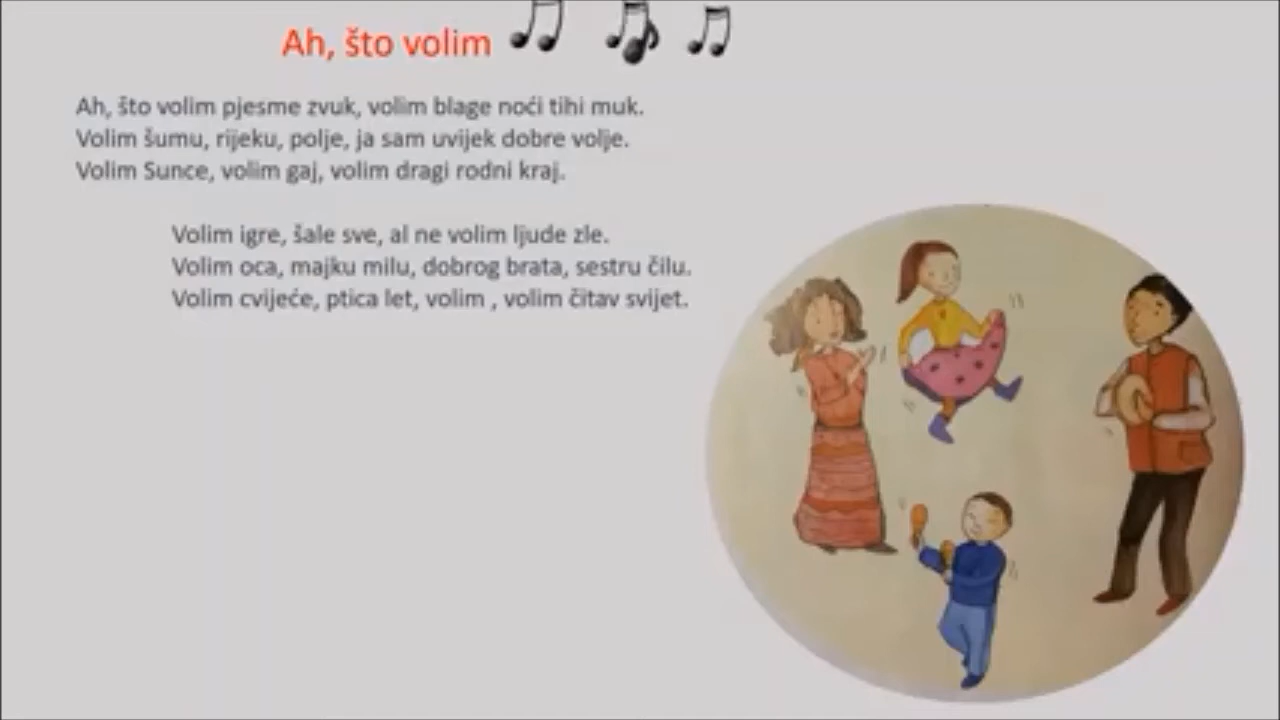 Ah, što volim
Ah, što volim pjesme zvuk, volim blage noći tihi muk.
Volim šumu, rijeku, polje, ja sam uvijek dobre volje.
Volim Sunce, volim gaj, volim dragi rodni kraj.
Volim igre, šale sve, al ne volim ljude zle.
Volim oca, majku milu, dobrog brata, sestru čilu.
Volim cvijeće, ptica let, volim , volim čitav svijet.